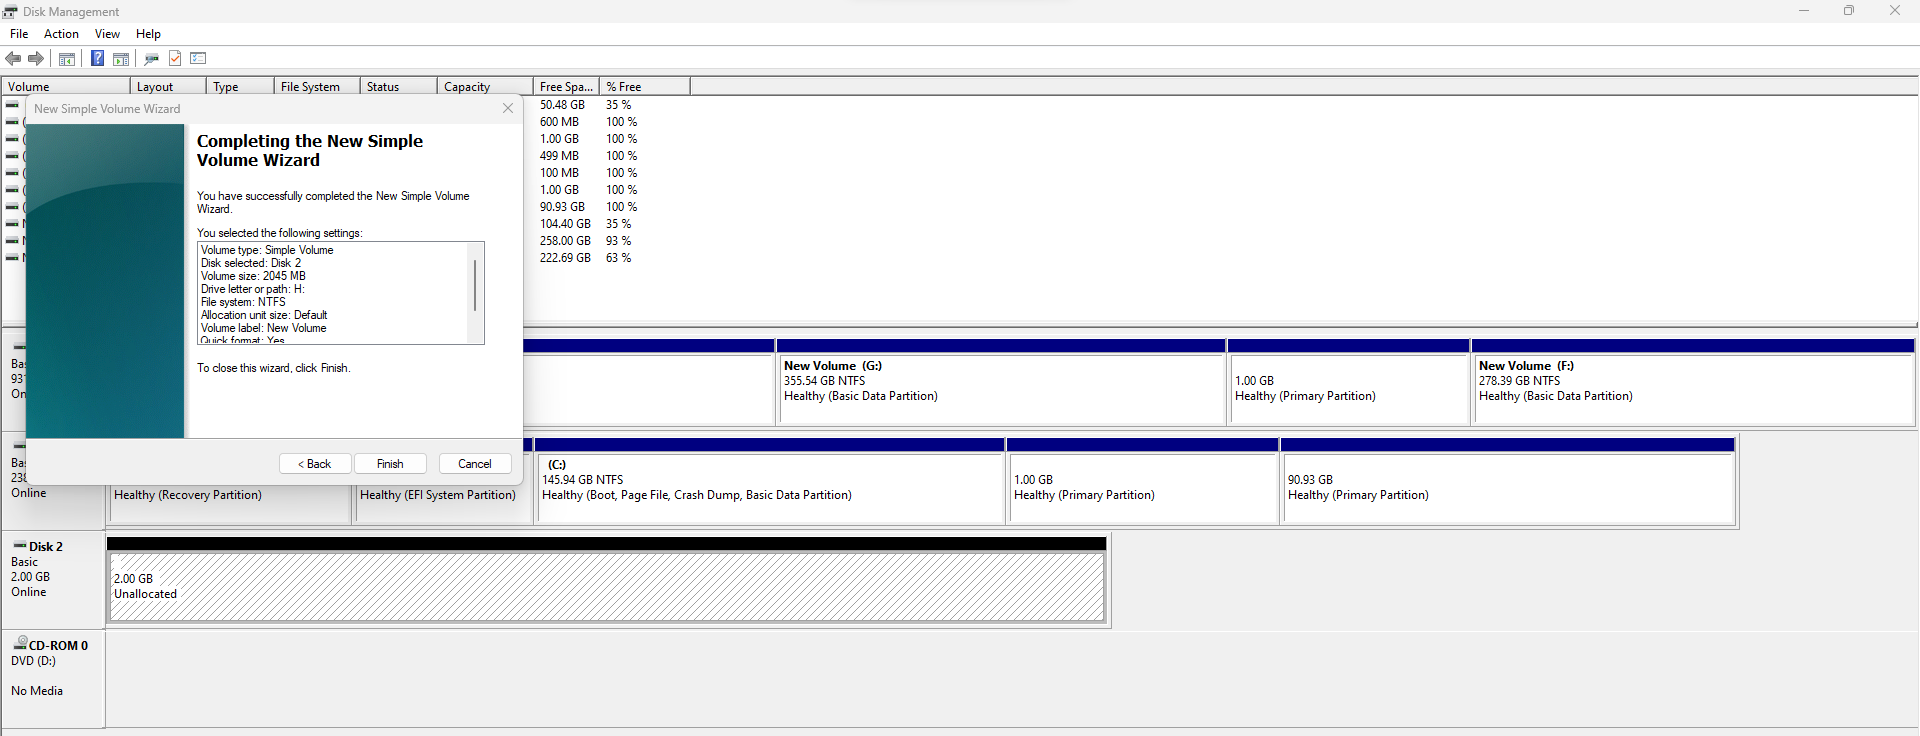 Disk Management
File Action View Help
Volume Layout Type File System Status Capacity Free Spa... % Free
50.48 GB 35 %
600 MB 100 %
1.00 GB 100 %
499 MB 100 %
100 MB 100 %
1.00 GB 100 %
90.93 GB 100 %
104.40 GB 35 %
258.00 GB 93 %
222.69 GB 63 %
New Simple Volume Wizard
Completing the New Simple
Volume Wizard
You have successfully completed the New Simple Volume
Wizard.
You selected the following settings:
Volume type: Simple Volume
Disk selected: Disk 2
Volume size: 2045 MB
Drive letter or path: H:
File system: NTFS
Allocation unit size: Default
Volume label: New Volume
Quick format: Yes
To close this wizard, click Finish.
< Back Finish Cancel
New Volume (G:)
355.54 GB NTFS
Healthy (Basic Data Partition)
1.00 GB
Healthy (Primary Partition)
New Volume (F:)
278.39 GB NTFS
Healthy (Basic Data Partition)
Online
Healthy (Recovery Partition)
Healthy (EFI System Partition)
(C:)
145.94 GB NTFS
Healthy (Boot, Page File, Crash Dump, Basic Data Partition)
1.00 GB
Healthy (Primary Partition)
90.93 GB
Healthy (Primary Partition)
Disk 2
Basic
2.00 GB
Online
2.00 GB
Unallocated
CD-ROM 0
DVD (D:)
No Media